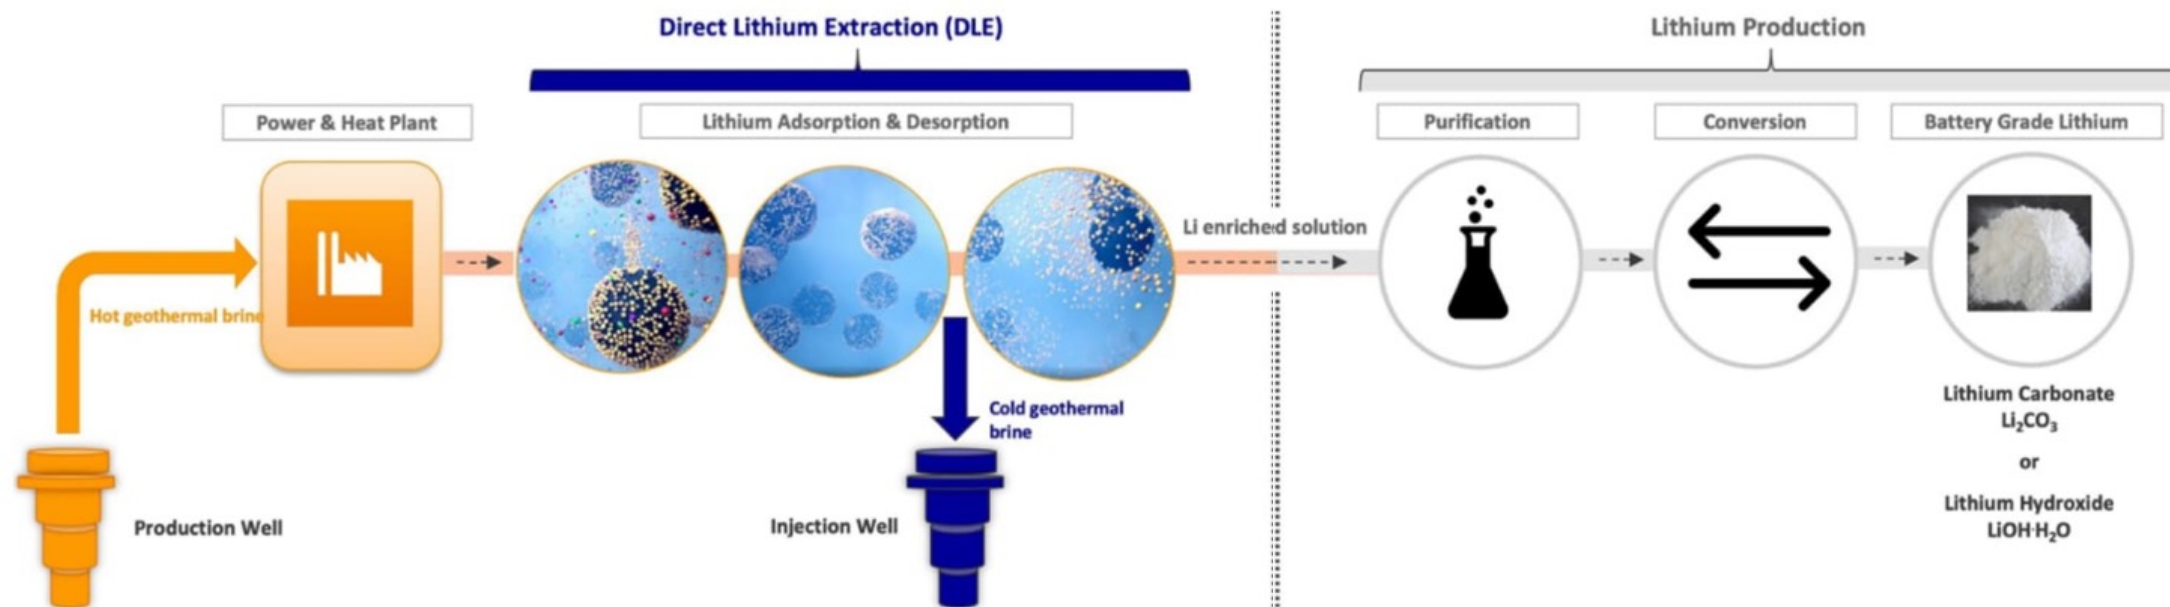 Direct Lithium Extraction (DLE)
Lithium Production
Power & Heat Plant
Lithium Adsorption & Desorption
Purification
Conversion
Battery Grade Lithium
Li enriched solution
Hot geothermal brine
Cold geothermal
brine
Production Well
Injection Well
Lithium Carbonate
Li₂CO₃
or
Lithium Hydroxide
LiOH·H₂O